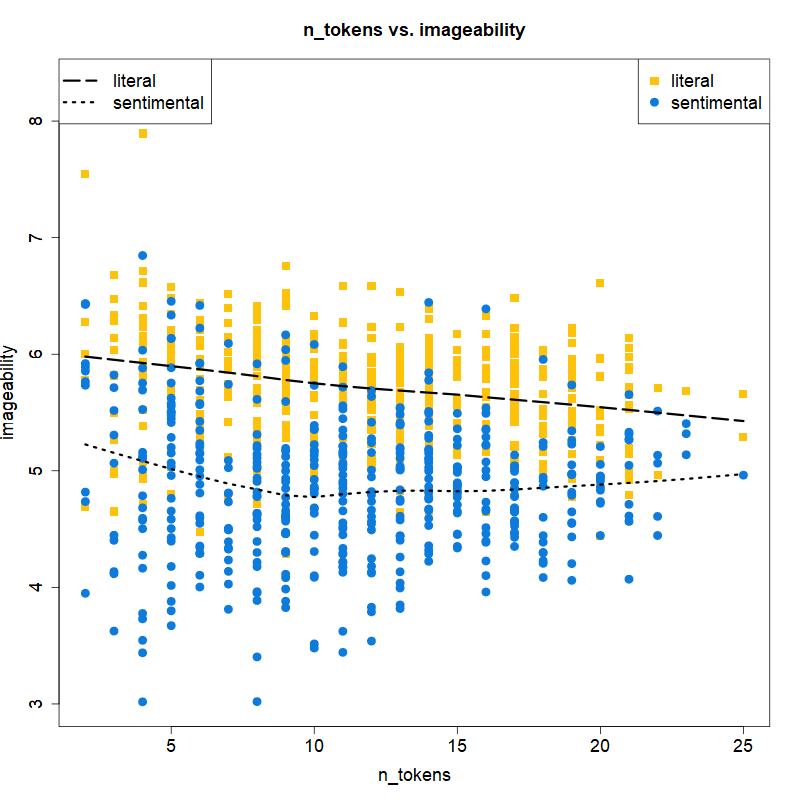 n_tokens vs. imageability
literal
sentimental
literal
sentimental
8
7
6
5
4
3
imageability
5
10
15
20
25
n_tokens